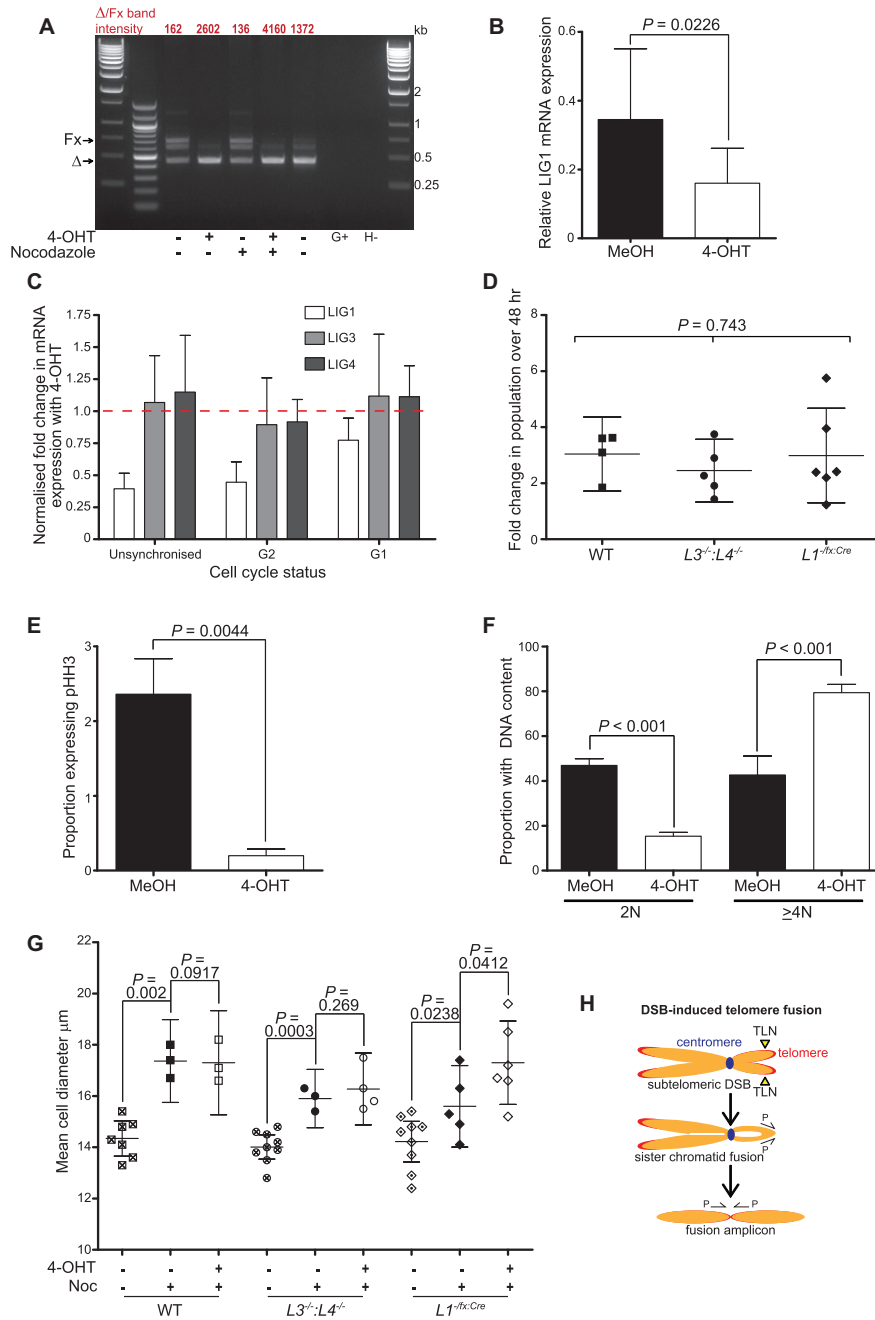 A
Δ/Fx band
intensity
162 2602 136 4160 1372
kb
2
1
0.5
0.25
Fx→
Δ→
4-OHT - + - + - G+ H-
Nocodazole - - + + -
B
P = 0.0226
Relative LIG1 mRNA expression
0.6
0.4
0.2
0
MeOH 4-OHT
C
Normalised fold change in mRNA
expression with 4-OHT
1.75
1.5
1.25
1.0
0.75
0.5
0.25
0
LIG1
LIG3
LIG4
Unsynchronised G2 G1
Cell cycle status
D
P = 0.743
Fold change in population over 48 hr
8
6
4
2
0
WT L3-/-:L4-/- L1-/fx:Cre
E
P = 0.0044
Proportion expressing pHH3
3
2
1
0
MeOH 4-OHT
F
P < 0.001
P < 0.001
Proportion with DNA content
100
80
60
40
20
0
MeOH 4-OHT MeOH 4-OHT
2N ≥4N
G
Mean cell diameter μm
22
20
18
16
14
12
10
P =
0.002
P =
0.0917
P =
0.0003
P =
0.269
P =
0.0238
P =
0.0412
4-OHT - - + - - + - - +
Noc - + + - + + - + +
WT L3-/-:L4-/- L1-/fx:Cre
H
DSB-induced telomere fusion
TLN
centromere
telomere
subtelomeric DSB
TLN
P
P
sister chromatid fusion
P P
fusion amplicon